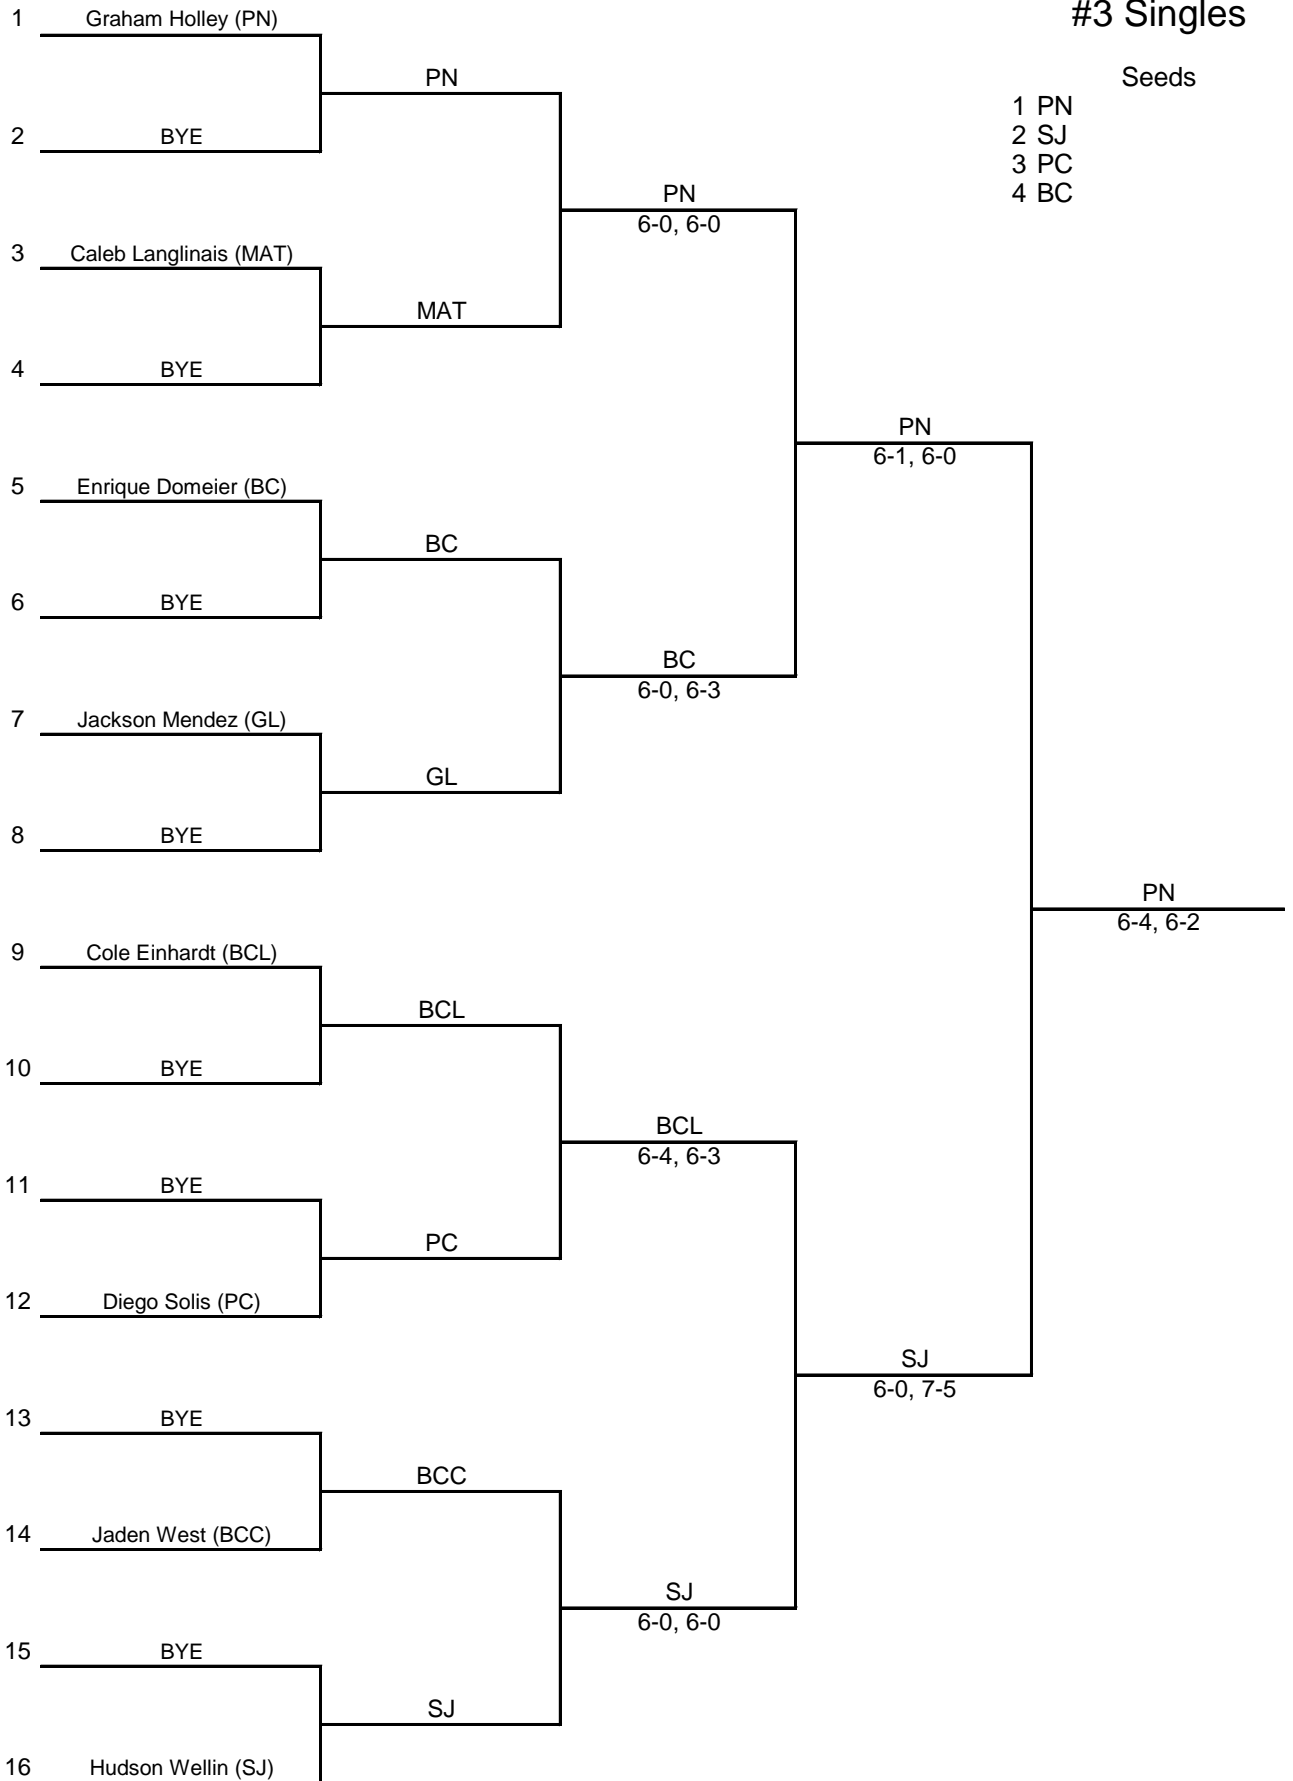 #3 Singles
Seeds
1 PN
2 SJ
3 PC
4 BC
1 Graham Holley (PN)
PN
2 BYE
PN
6-0, 6-0
3 Caleb Langlinais (MAT)
MAT
4 BYE
PN
6-1, 6-0
5 Enrique Domeier (BC)
BC
6 BYE
BC
6-0, 6-3
7 Jackson Mendez (GL)
GL
8 BYE
PN
6-4, 6-2
9 Cole Einhardt (BCL)
BCL
10 BYE
BCL
6-4, 6-3
11 BYE
PC
12 Diego Solis (PC)
SJ
6-0, 7-5
13 BYE
BCC
14 Jaden West (BCC)
SJ
6-0, 6-0
15 BYE
SJ
16 Hudson Wellin (SJ)